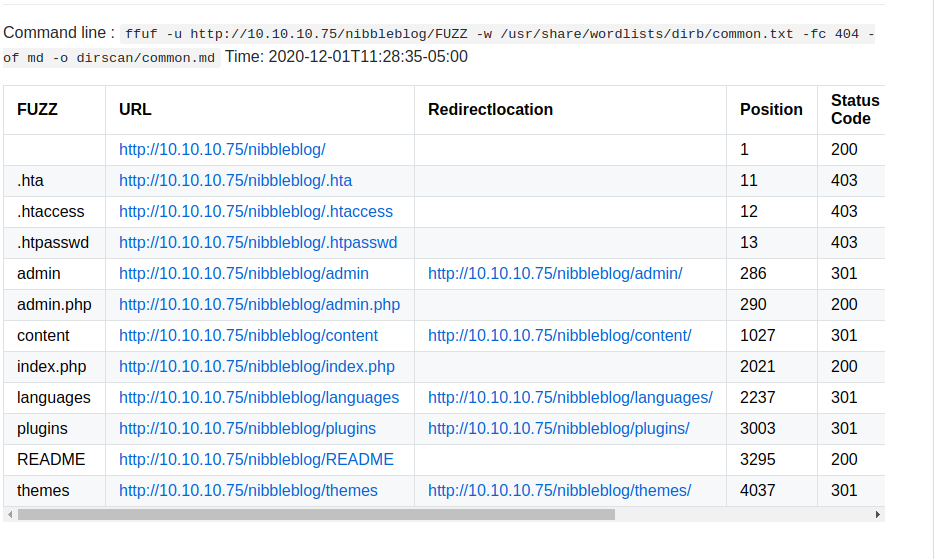 Command line : ffuf -u http://10.10.10.75/nibbleblog/FUZZ -w /usr/share/wordlists/dirb/common.txt -fc 404 -
of md -o dirscan/common.md Time: 2020-12-01T11:28:35-05:00
FUZZ URL Redirectlocation Position Status Code
http://10.10.10.75/nibbleblog/ 1 200
.hta http://10.10.10.75/nibbleblog/.hta 11 403
.htaccess http://10.10.10.75/nibbleblog/.htaccess 12 403
.htpasswd http://10.10.10.75/nibbleblog/.htpasswd 13 403
admin http://10.10.10.75/nibbleblog/admin http://10.10.10.75/nibbleblog/admin/ 286 301
admin.php http://10.10.10.75/nibbleblog/admin.php 290 200
content http://10.10.10.75/nibbleblog/content http://10.10.10.75/nibbleblog/content/ 1027 301
index.php http://10.10.10.75/nibbleblog/index.php 2021 200
languages http://10.10.10.75/nibbleblog/languages http://10.10.10.75/nibbleblog/languages/ 2237 301
plugins http://10.10.10.75/nibbleblog/plugins http://10.10.10.75/nibbleblog/plugins/ 3003 301
README http://10.10.10.75/nibbleblog/README 3295 200
themes http://10.10.10.75/nibbleblog/themes http://10.10.10.75/nibbleblog/themes/ 4037 301